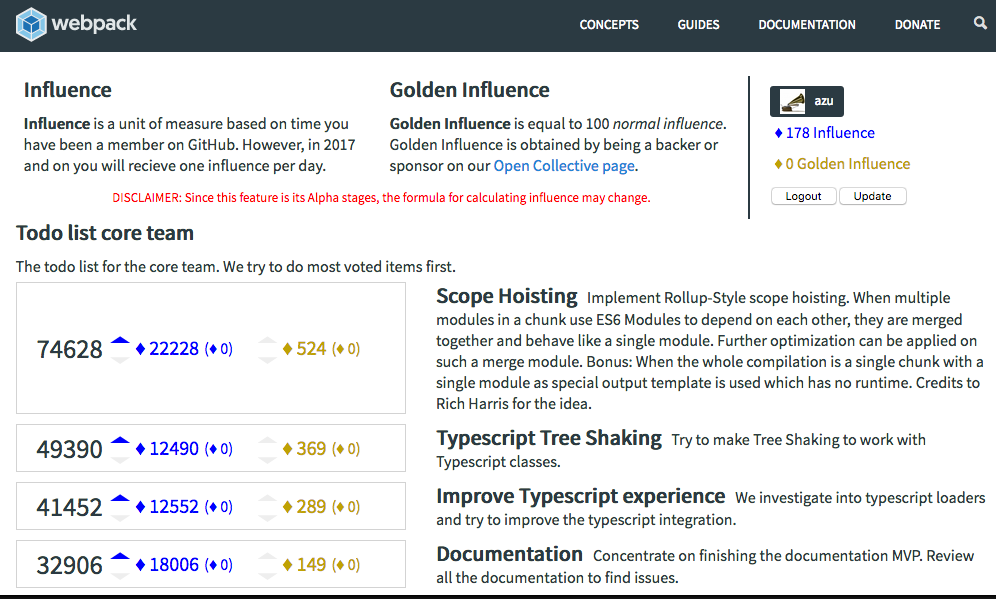 webpack
CONCEPTS GUIDES DOCUMENTATION DONATE
Influence
Influence is a unit of measure based on time you
have been a member on GitHub. However, in 2017
and on you will recieve one influence per day.
Golden Influence
Golden Influence is equal to 100 normal influence.
Golden Influence is obtained by being a backer or
sponsor on our Open Collective page.
DISCLAIMER: Since this feature is its Alpha stages, the formula for calculating influence may change.
azu
♦ 178 Influence
♦ 0 Golden Influence
Logout Update
Todo list core team
The todo list for the core team. We try to do most voted items first.
74628 ♦ 22228 (♦ 0) ♦ 524 (♦ 0)
Scope Hoisting Implement Rollup-Style scope hoisting. When multiple
modules in a chunk use ES6 Modules to depend on each other, they are merged
together and behave like a single module. Further optimization can be applied on
such a merge module. Bonus: When the whole compilation is a single chunk with a
single module as special output template is used which has no runtime. Credits to
Rich Harris for the idea.
49390 ♦ 12490 (♦ 0) ♦ 369 (♦ 0)
Typescript Tree Shaking Try to make Tree Shaking to work with
Typescript classes.
41452 ♦ 12552 (♦ 0) ♦ 289 (♦ 0)
Improve Typescript experience We investigate into typescript loaders
and try to improve the typescript integration.
32906 ♦ 18006 (♦ 0) ♦ 149 (♦ 0)
Documentation Concentrate on finishing the documentation MVP. Review
all the documentation to find issues.